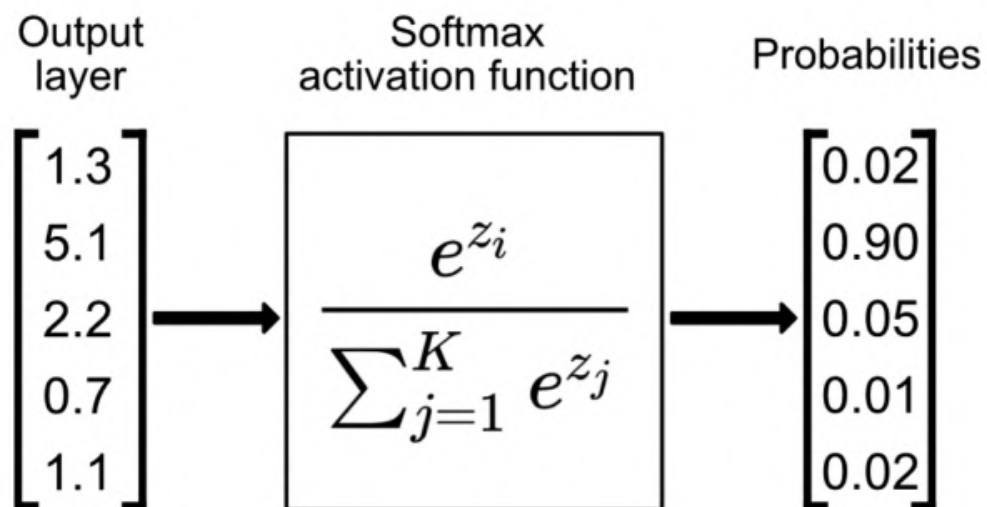 Output
layer
Softmax
activation function
Probabilities
1.3
5.1
2.2
0.7
1.1
e^{z_i}
∑_{j=1}^{K} e^{z_j}
0.02
0.90
0.05
0.01
0.02